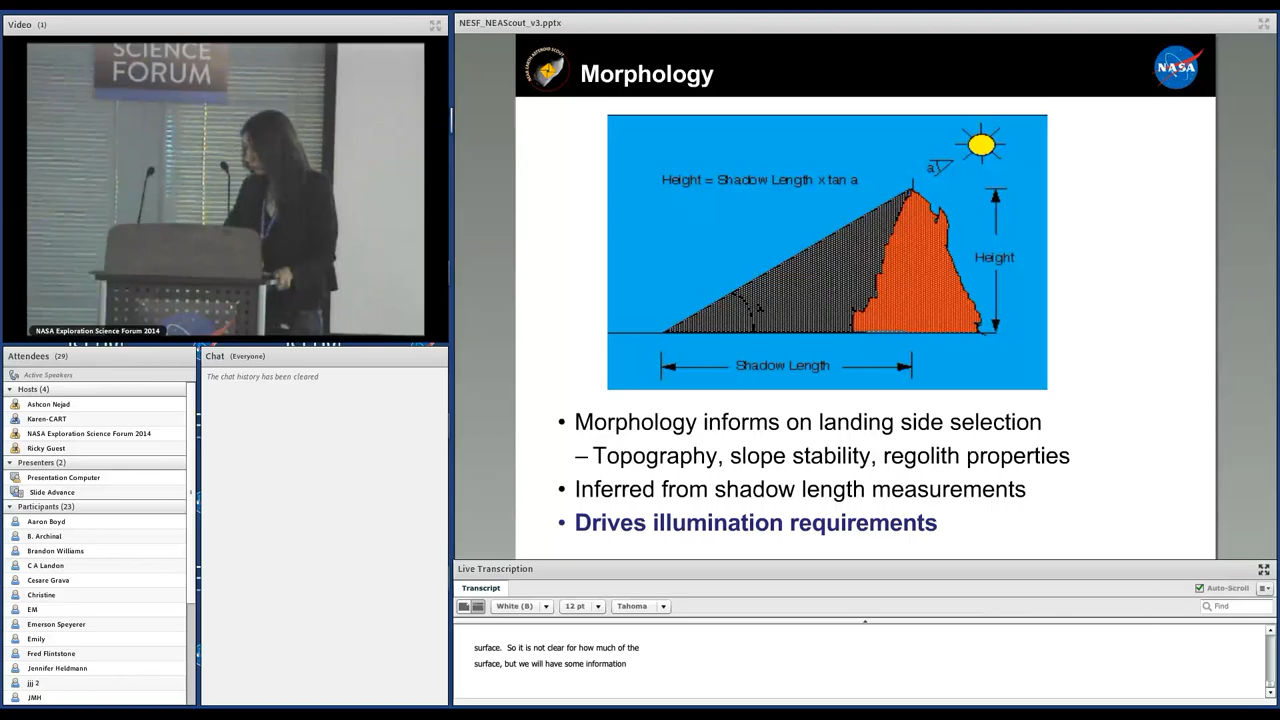 Video (1)
SCIENCE
FORUM
NASA Exploration Science Forum 2014
Attendees (29)
Active Speakers
Hosts (4)
Ashcon Nejad
Karen-CART
NASA Exploration Science Forum 2014
Ricky Guest
Presenters (2)
Presentation Computer
Slide Advance
Participants (23)
Aaron Boyd
B. Archinal
Brandon Williams
C A Landon
Cesare Grava
Christine
EM
Emerson Speyerer
Emily
Fred Flintstone
Jennifer Heldmann
jjj 2
JMH
Chat (Everyone)
The chat history has been cleared
NESF_NEAScout_v3.pptx
Morphology
NASA
Height = Shadow Length x tan a
a
Height
Shadow Length
• Morphology informs on landing side selection
– Topography, slope stability, regolith properties
• Inferred from shadow length measurements
• Drives illumination requirements
Live Transcription
Transcript
Auto-Scroll
White (B) 12 pt Tahoma Find
surface. So it is not clear for how much of the
surface, but we will have some information